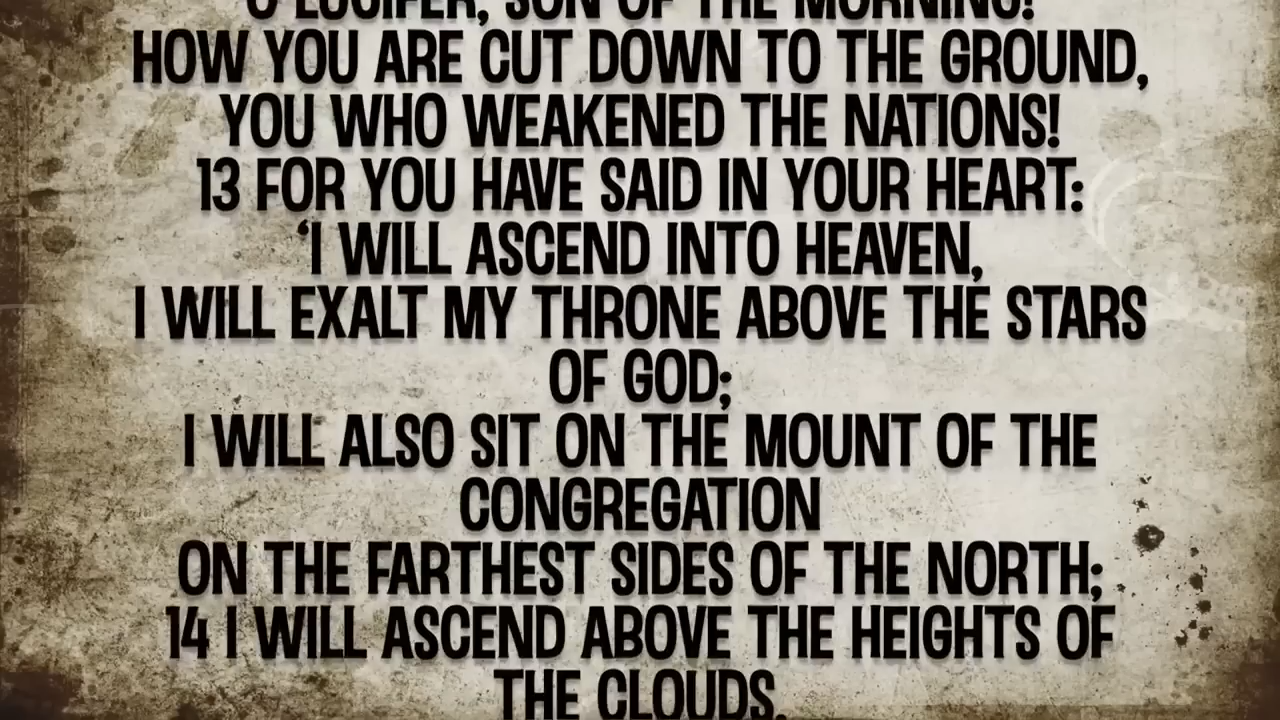 O LUCIFER, SON OF THE MORNING!
HOW YOU ARE CUT DOWN TO THE GROUND,
YOU WHO WEAKENED THE NATIONS!
13 FOR YOU HAVE SAID IN YOUR HEART:
‘I WILL ASCEND INTO HEAVEN,
I WILL EXALT MY THRONE ABOVE THE STARS
OF GOD;
I WILL ALSO SIT ON THE MOUNT OF THE
CONGREGATION
ON THE FARTHEST SIDES OF THE NORTH;
14 I WILL ASCEND ABOVE THE HEIGHTS OF
THE CLOUDS,